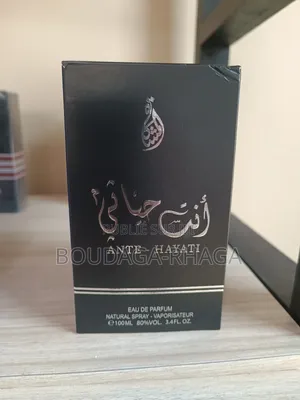 أنت حياتي
ANTE - HAYATI
BOUDAGA-RHAGA
EAU DE PARFUM
NATURAL SPRAY - VAPORISATEUR
℮100ML 80%VOL. 3.4FL. OZ.